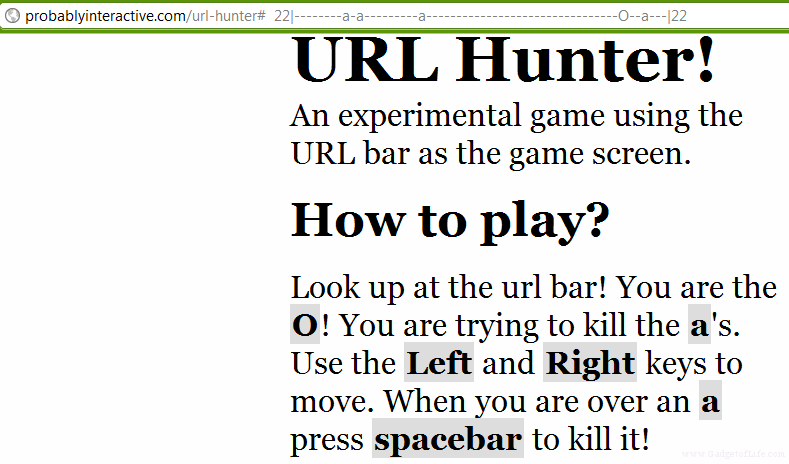 probablyinteractive.com/url-hunter# 22|--------a-a---------a--------------------------------O--a---|22
URL Hunter!
An experimental game using the
URL bar as the game screen.
How to play?
Look up at the url bar! You are the
O! You are trying to kill the a's.
Use the Left and Right keys to
move. When you are over an a
press spacebar to kill it!
www.GadgetsILife.com